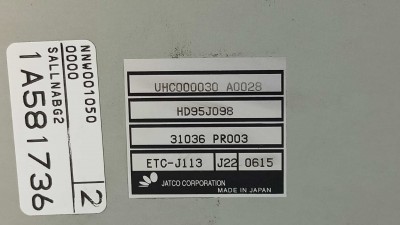 NNW001050
0000
SALLNABG2
1A581736
2
UHC000030 A0028
HD95J098
31036 PR003
ETC-J113 J22 0615
JATCO CORPORATION
MADE IN JAPAN